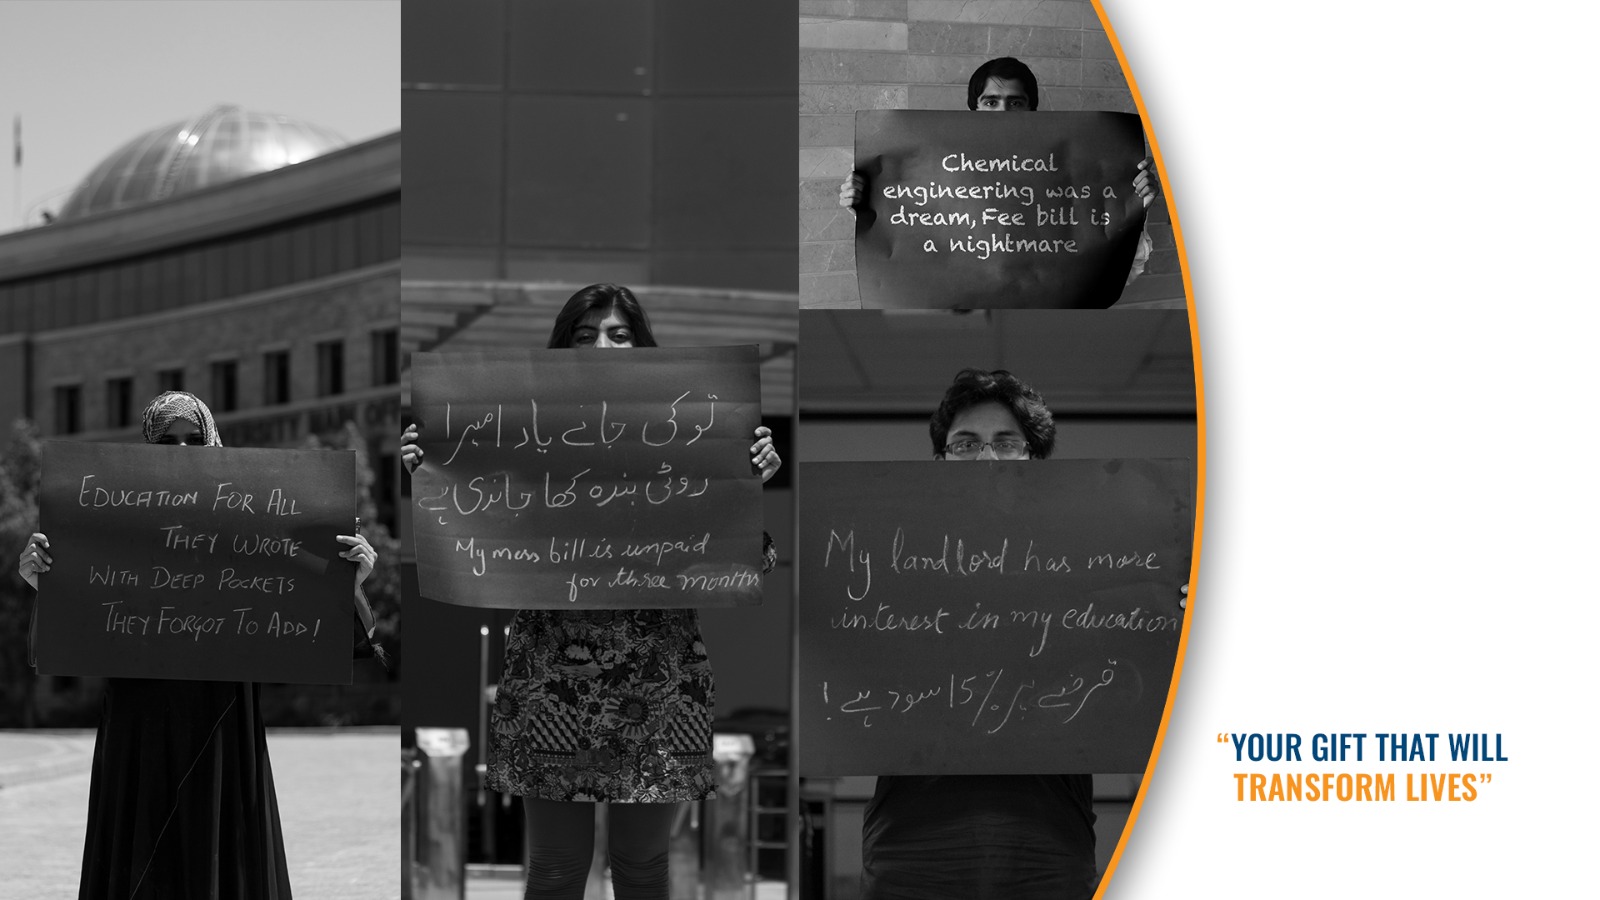 EDUCATION FOR ALL
THEY WROTE
WITH DEEP POCKETS
THEY FORGOT TO ADD!
تو کی جانے یار امیرا
روٹی بندہ کھا جاندی ہے
My mess bill is unpaid
for three months
Chemical
engineering was a
dream, Fee bill is
a nightmare
My landlord has more
interest in my education
قرضے پر 15% سود ہے!
“YOUR GIFT THAT WILL
TRANSFORM LIVES”